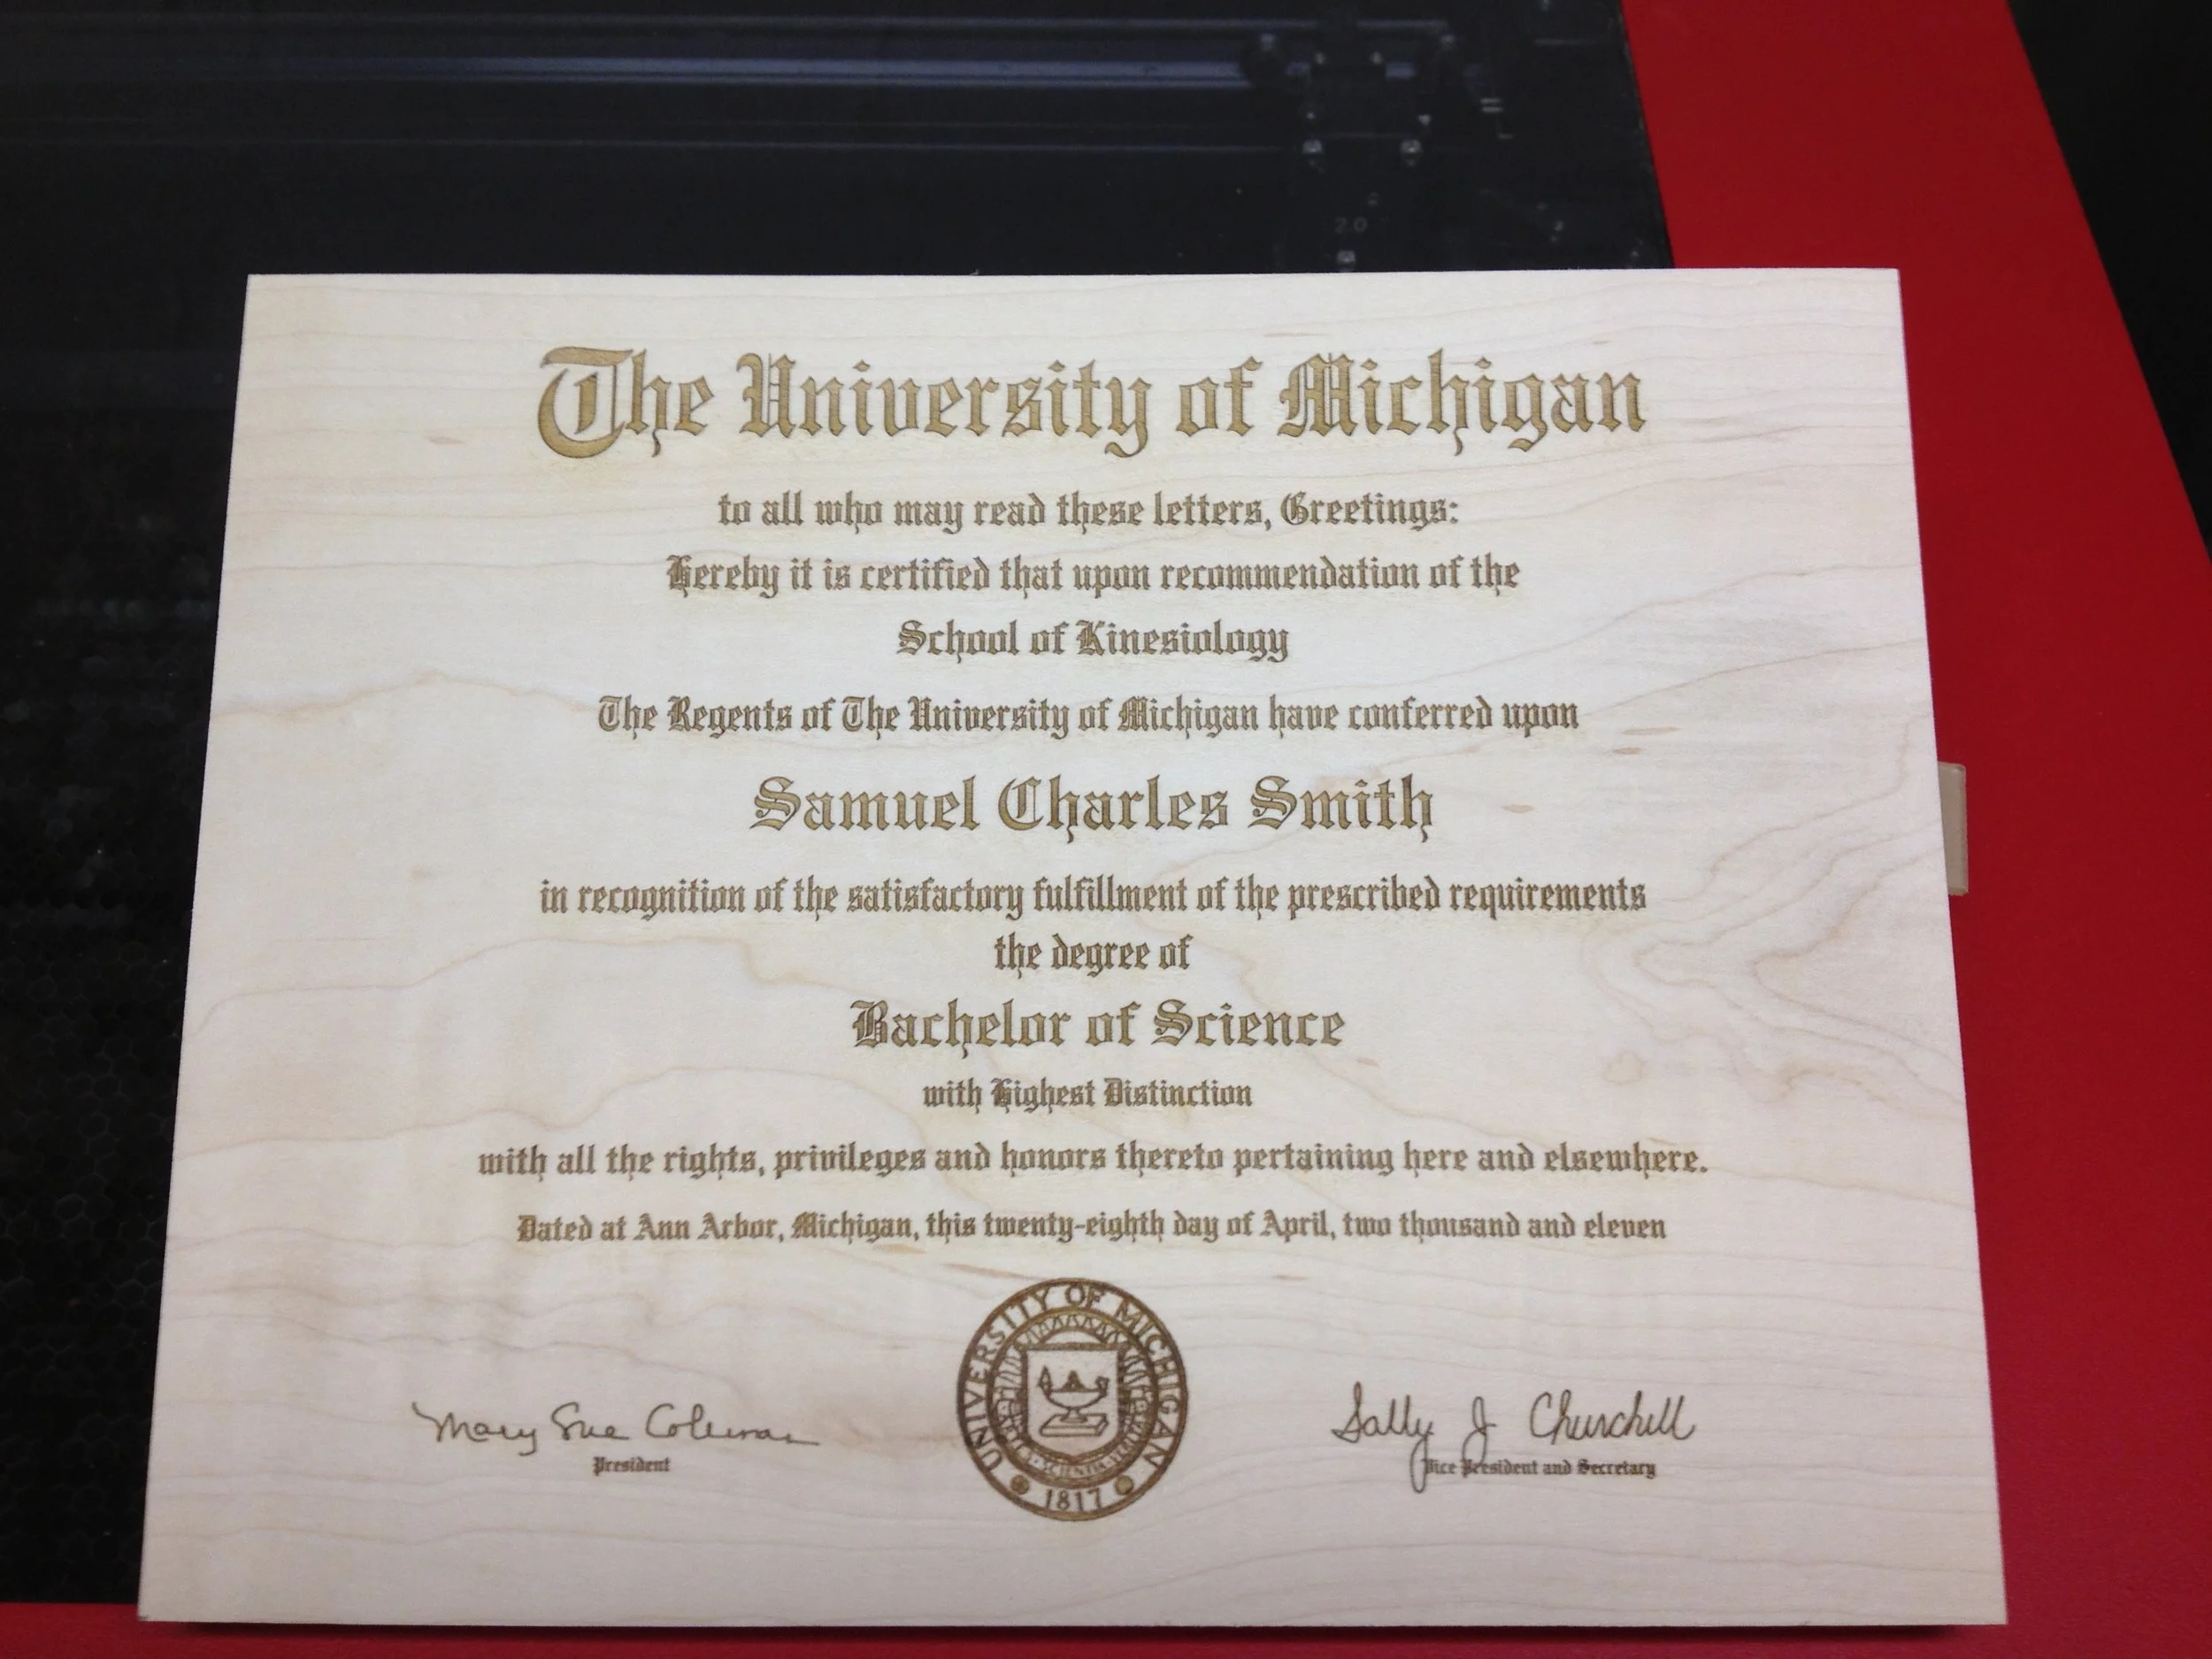 The University of Michigan
to all who may read these letters, Greetings:
Hereby it is certified that upon recommendation of the
School of Kinesiology
The Regents of The University of Michigan have conferred upon
Samuel Charles Smith
in recognition of the satisfactory fulfillment of the prescribed requirements
the degree of
Bachelor of Science
with Highest Distinction
with all the rights, privileges and honors thereto pertaining here and elsewhere.
Dated at Ann Arbor, Michigan, this twenty-eighth day of April, two thousand and eleven
UNIVERSITY OF MICHIGAN
SCIENTIA
1817
Mary Sue Coleman
President
Sally J Churchill
Vice President and Secretary
2.0